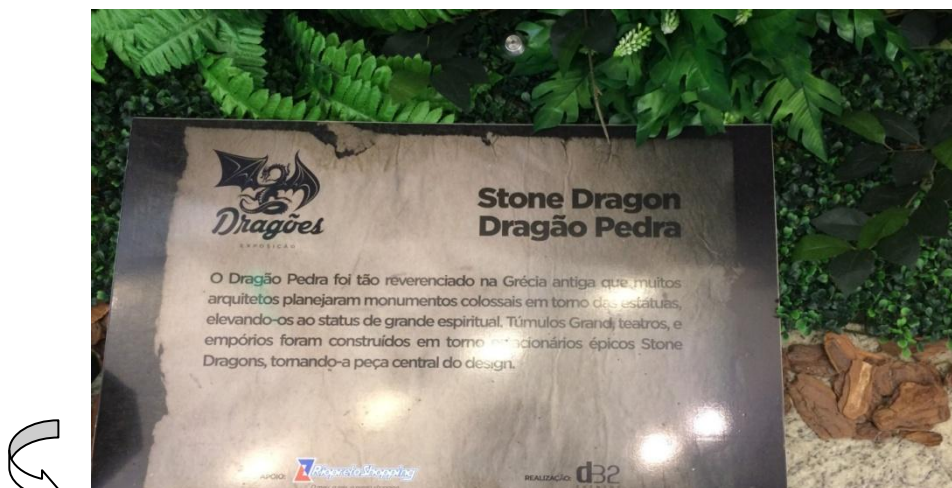 Dragões
EXPOSIÇÃO
Stone Dragon
Dragão Pedra
O Dragão Pedra foi tão reverenciado na Grécia antiga que muitos
arquitetos planejaram monumentos colossais em torno das estátuas,
elevando-os ao status de grande espiritual. Túmulos Grand, teatros, e
empórios foram construídos em torno estacionários épicos Stone
Dragons, tornando-a peça central do design.
APOIO:
Shopping
REALIZAÇÃO: d32